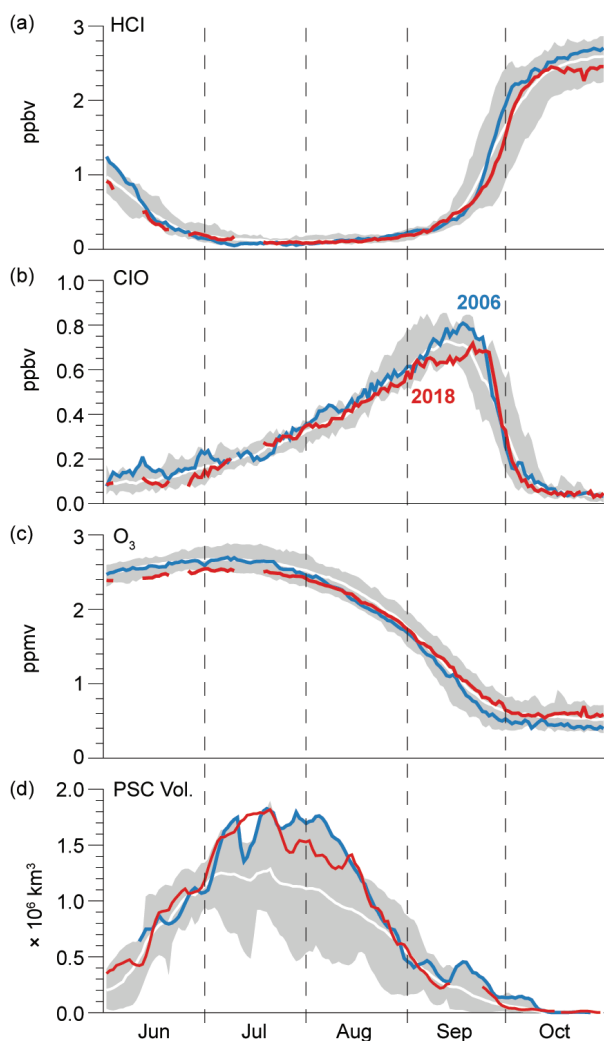 (a) HCl
3
2
1
0
ppbv
(b) ClO
1.0
0.8
0.6
0.4
0.2
0.0
ppbv
2006
2018
(c) O₃
3
2
1
0
ppmv
(d) PSC Vol.
2.0
1.5
1.0
0.5
0.0
× 10⁶ km³
Jun Jul Aug Sep Oct